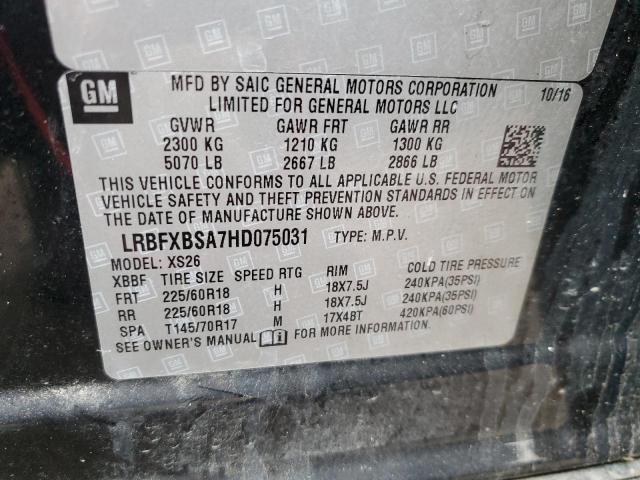 GM
MFD BY SAIC GENERAL MOTORS CORPORATION
LIMITED FOR GENERAL MOTORS LLC
10/16
GVWR GAWR FRT GAWR RR
2300 KG 1210 KG 1300 KG
5070 LB 2667 LB 2866 LB
THIS VEHICLE CONFORMS TO ALL APPLICABLE U.S. FEDERAL MOTOR
VEHICLE SAFETY AND THEFT PREVENTION STANDARDS IN EFFECT ON
THE DATE OF MANUFACTURE SHOWN ABOVE.
LRBFXBSA7HD075031 TYPE: M.P.V.
MODEL: XS26
XBBF TIRE SIZE SPEED RTG RIM COLD TIRE PRESSURE
FRT 225/60R18 H 18X7.5J 240KPA(35PSI)
RR 225/60R18 H 18X7.5J 240KPA(35PSI)
SPA T145/70R17 M 17X4BT 420KPA(60PSI)
SEE OWNER'S MANUAL FOR MORE INFORMATION.